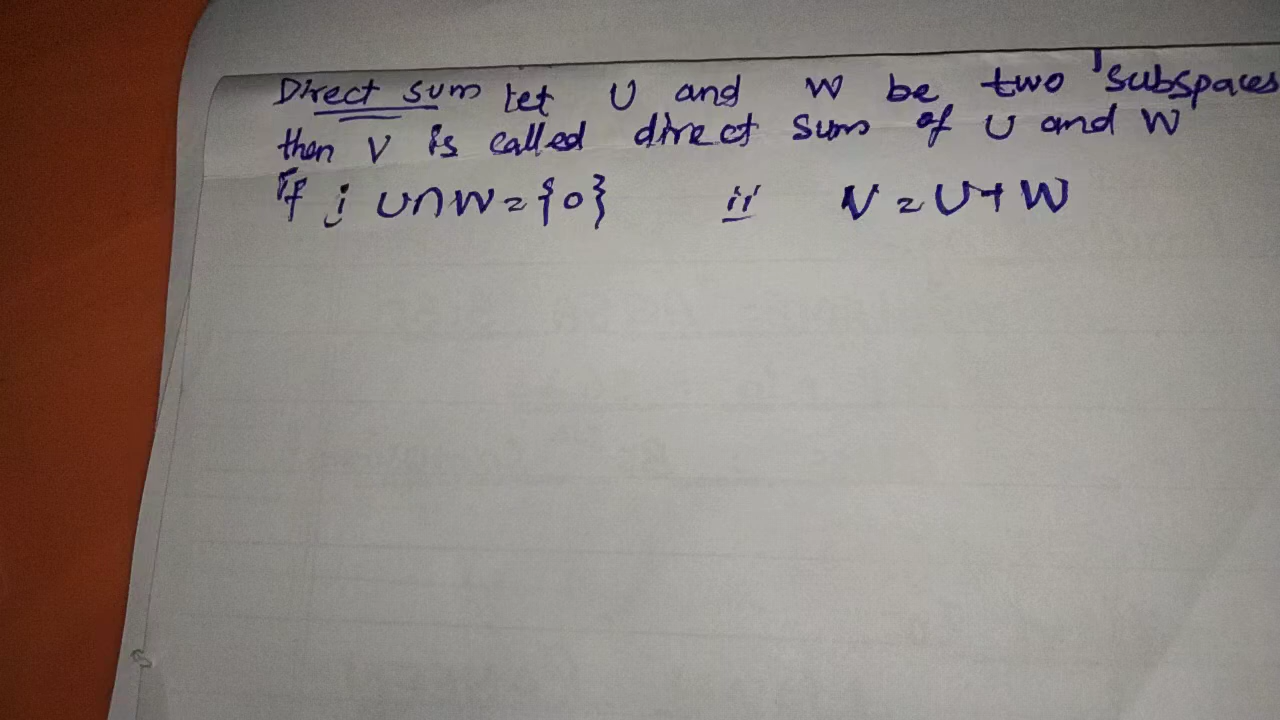 Direct sum let U and W be two subspaces
then V is called direct sum of U and W
if i U∩W={0} ii V=U+W